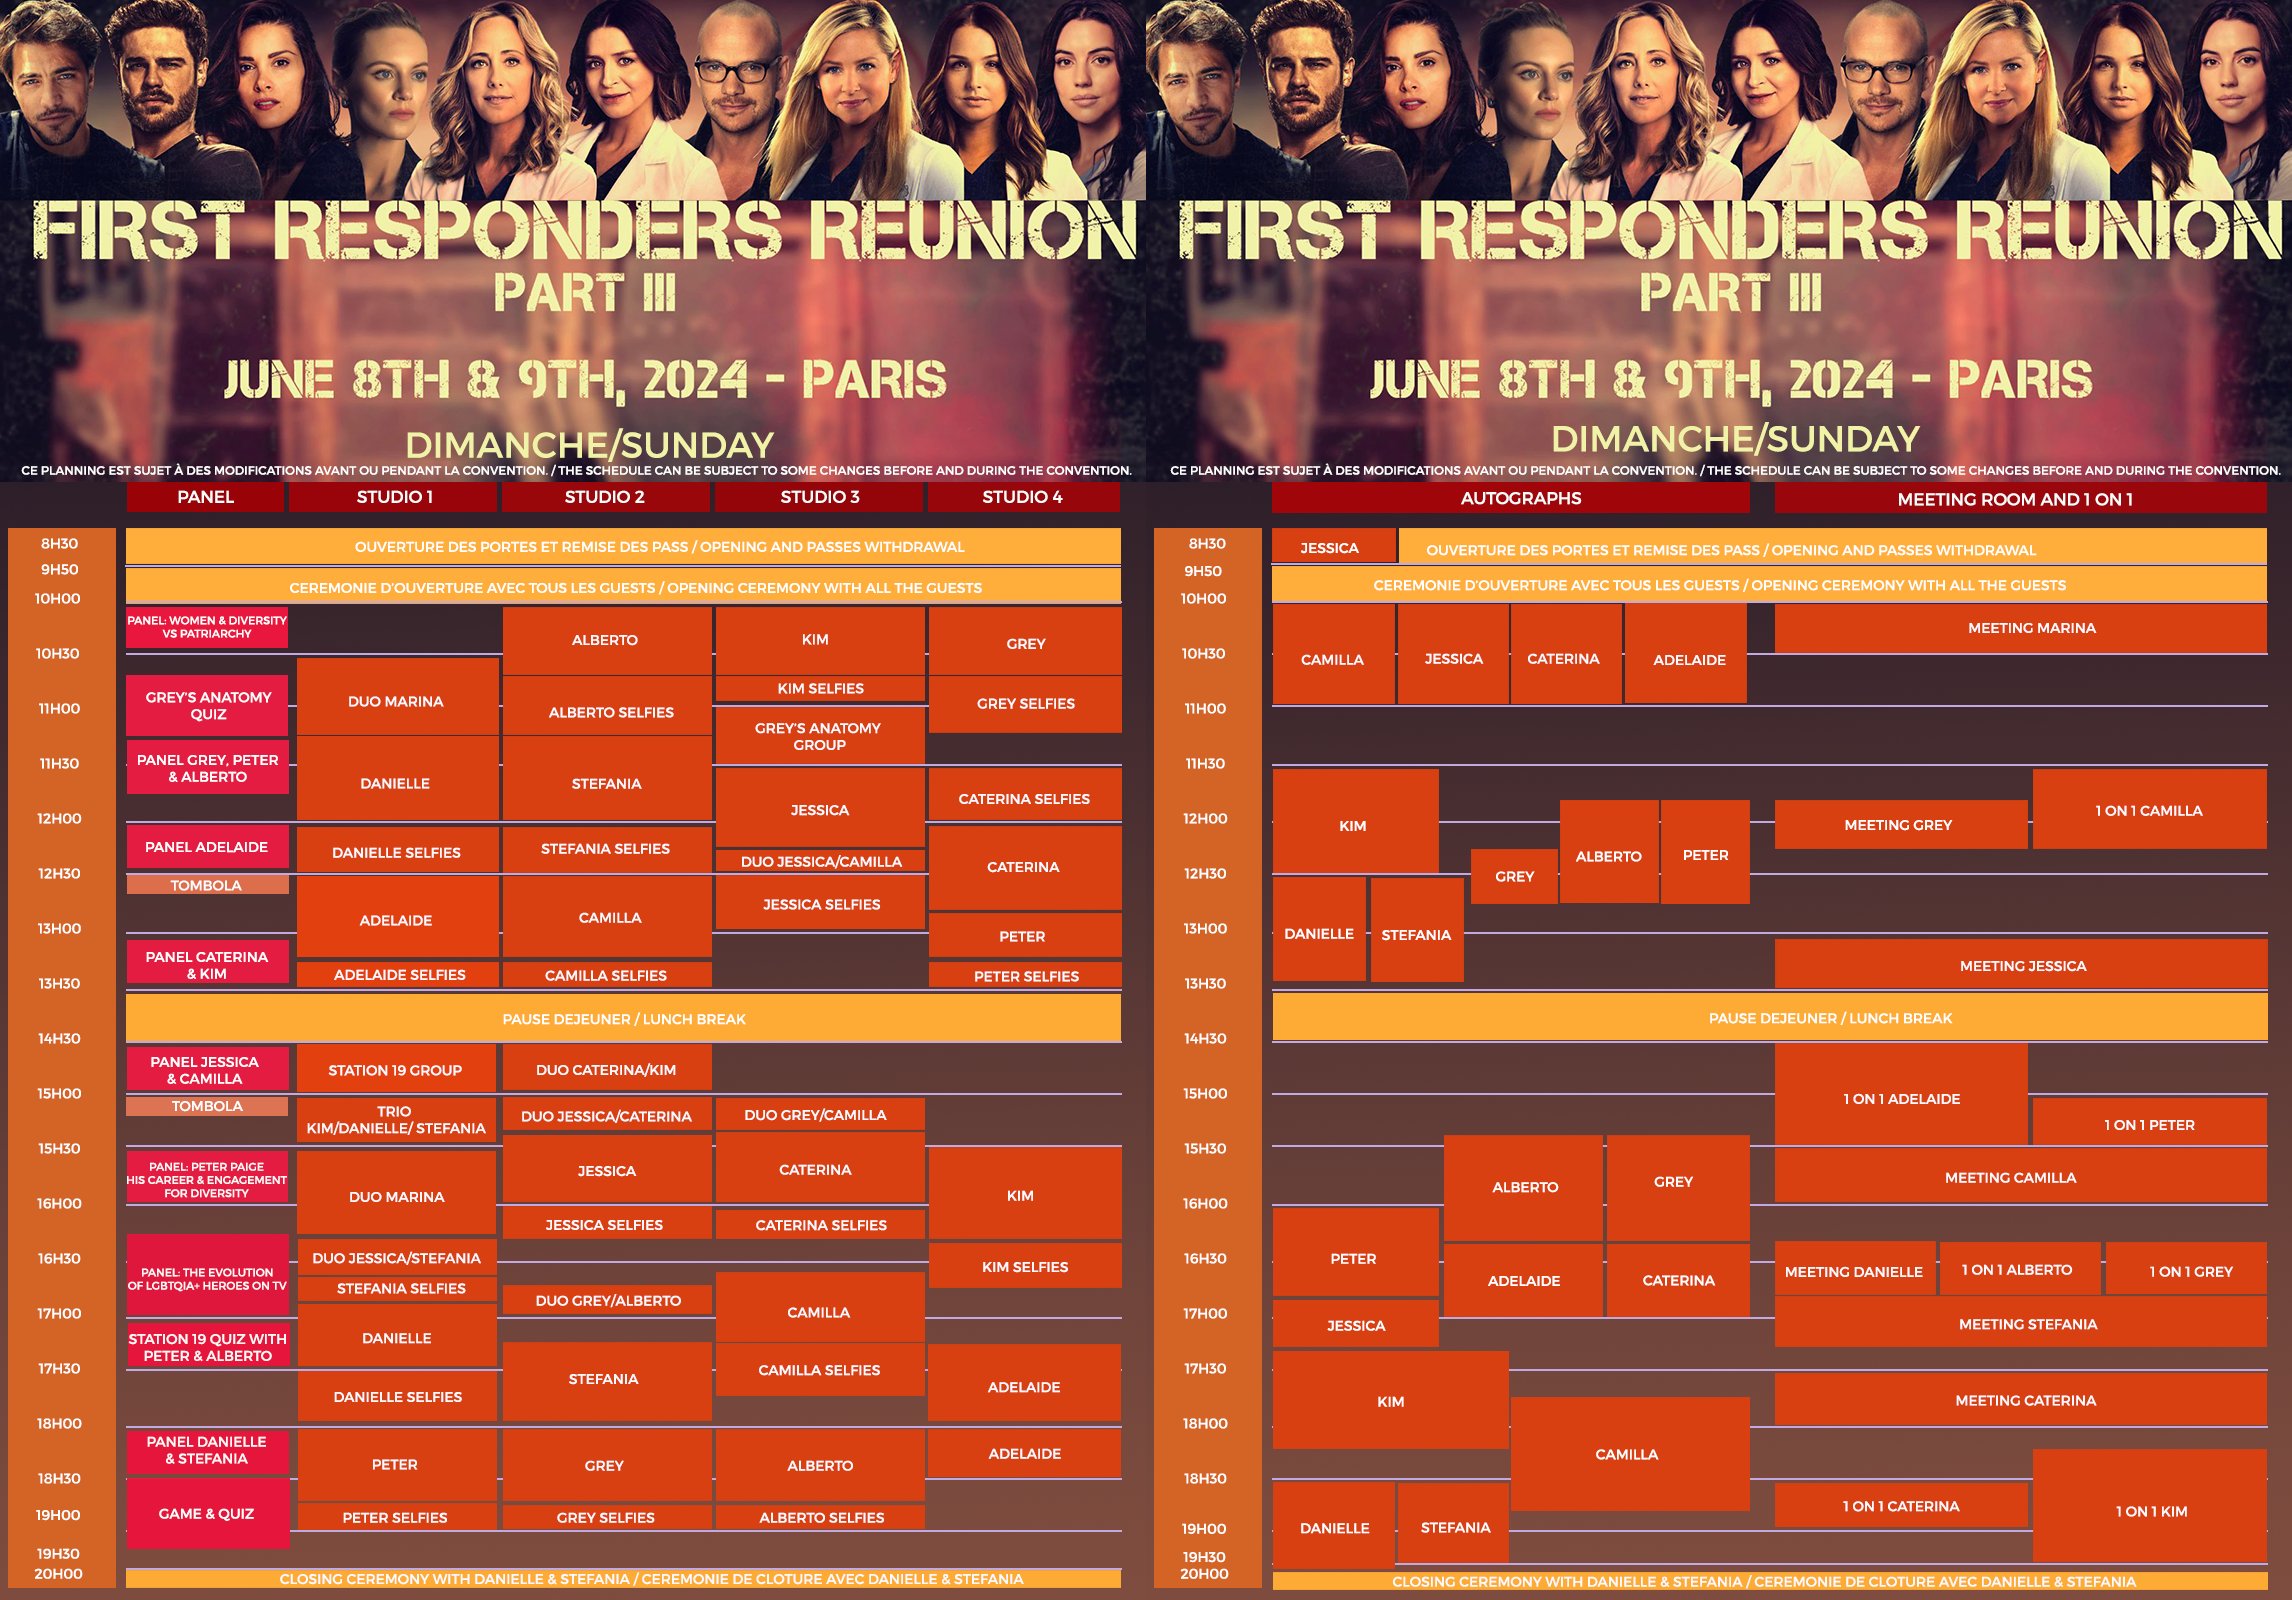 FIRST RESPONDERS REUNION
PART III
JUNE 8TH & 9TH, 2024 - PARIS
DIMANCHE/SUNDAY
CE PLANNING EST SUJET À DES MODIFICATIONS AVANT OU PENDANT LA CONVENTION. / THE SCHEDULE CAN BE SUBJECT TO SOME CHANGES BEFORE AND DURING THE CONVENTION.
PANEL
STUDIO 1
STUDIO 2
STUDIO 3
STUDIO 4
8H30
9H50
10H00
10H30
11H00
11H30
12H00
12H30
13H00
13H30
14H30
15H00
15H30
16H00
16H30
17H00
17H30
18H00
18H30
19H00
19H30
20H00
OUVERTURE DES PORTES ET REMISE DES PASS / OPENING AND PASSES WITHDRAWAL
CEREMONIE D'OUVERTURE AVEC TOUS LES GUESTS / OPENING CEREMONY WITH ALL THE GUESTS
PANEL: WOMEN & DIVERSITY
VS PATRIARCHY
GREY'S ANATOMY
QUIZ
PANEL GREY, PETER
& ALBERTO
PANEL ADELAIDE
TOMBOLA
PANEL CATERINA
& KIM
DUO MARINA
DANIELLE
DANIELLE SELFIES
ADELAIDE
ADELAIDE SELFIES
ALBERTO
ALBERTO SELFIES
STEFANIA
STEFANIA SELFIES
CAMILLA
CAMILLA SELFIES
KIM
KIM SELFIES
GREY'S ANATOMY
GROUP
JESSICA
DUO JESSICA/CAMILLA
JESSICA SELFIES
GREY
GREY SELFIES
CATERINA SELFIES
CATERINA
PETER
PETER SELFIES
PAUSE DEJEUNER / LUNCH BREAK
PANEL JESSICA
& CAMILLA
TOMBOLA
PANEL: PETER PAIGE
HIS CAREER & ENGAGEMENT
FOR DIVERSITY
PANEL: THE EVOLUTION
OF LGBTQIA+ HEROES ON TV
STATION 19 QUIZ WITH
PETER & ALBERTO
PANEL DANIELLE
& STEFANIA
GAME & QUIZ
STATION 19 GROUP
TRIO
KIM/DANIELLE/ STEFANIA
DUO MARINA
DUO JESSICA/STEFANIA
STEFANIA SELFIES
DANIELLE
DANIELLE SELFIES
PETER
PETER SELFIES
DUO CATERINA/KIM
DUO JESSICA/CATERINA
JESSICA
JESSICA SELFIES
DUO GREY/ALBERTO
STEFANIA
GREY
GREY SELFIES
DUO GREY/CAMILLA
CATERINA
CATERINA SELFIES
CAMILLA
CAMILLA SELFIES
ALBERTO
ALBERTO SELFIES
KIM
KIM SELFIES
ADELAIDE
ADELAIDE
CLOSING CEREMONY WITH DANIELLE & STEFANIA / CEREMONIE DE CLOTURE AVEC DANIELLE & STEFANIA
FIRST RESPONDERS REUNION
PART III
JUNE 8TH & 9TH, 2024 - PARIS
DIMANCHE/SUNDAY
CE PLANNING EST SUJET À DES MODIFICATIONS AVANT OU PENDANT LA CONVENTION. / THE SCHEDULE CAN BE SUBJECT TO SOME CHANGES BEFORE AND DURING THE CONVENTION.
AUTOGRAPHS
MEETING ROOM AND 1 ON 1
8H30
9H50
10H00
10H30
11H00
11H30
12H00
12H30
13H00
13H30
14H30
15H00
15H30
16H00
16H30
17H00
17H30
18H00
18H30
19H00
19H30
20H00
JESSICA
OUVERTURE DES PORTES ET REMISE DES PASS / OPENING AND PASSES WITHDRAWAL
CEREMONIE D'OUVERTURE AVEC TOUS LES GUESTS / OPENING CEREMONY WITH ALL THE GUESTS
CAMILLA
JESSICA
CATERINA
ADELAIDE
MEETING MARINA
KIM
GREY
ALBERTO
PETER
DANIELLE
STEFANIA
MEETING GREY
1 ON 1 CAMILLA
MEETING JESSICA
PAUSE DEJEUNER / LUNCH BREAK
1 ON 1 ADELAIDE
1 ON 1 PETER
ALBERTO
GREY
MEETING CAMILLA
PETER
ADELAIDE
CATERINA
MEETING DANIELLE
1 ON 1 ALBERTO
1 ON 1 GREY
JESSICA
MEETING STEFANIA
KIM
CAMILLA
MEETING CATERINA
DANIELLE
STEFANIA
1 ON 1 CATERINA
1 ON 1 KIM
CLOSING CEREMONY WITH DANIELLE & STEFANIA / CEREMONIE DE CLOTURE AVEC DANIELLE & STEFANIA